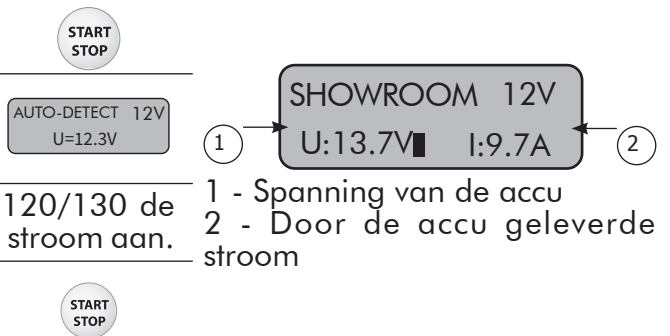 START
STOP
AUTO-DETECT 12V
U=12.3V
120/130 de
stroom aan.
START
STOP
SHOWROOM 12V
U:13.7V I:9.7A
1
2
1 - Spanning van de accu
2 - Door de accu geleverde
stroom